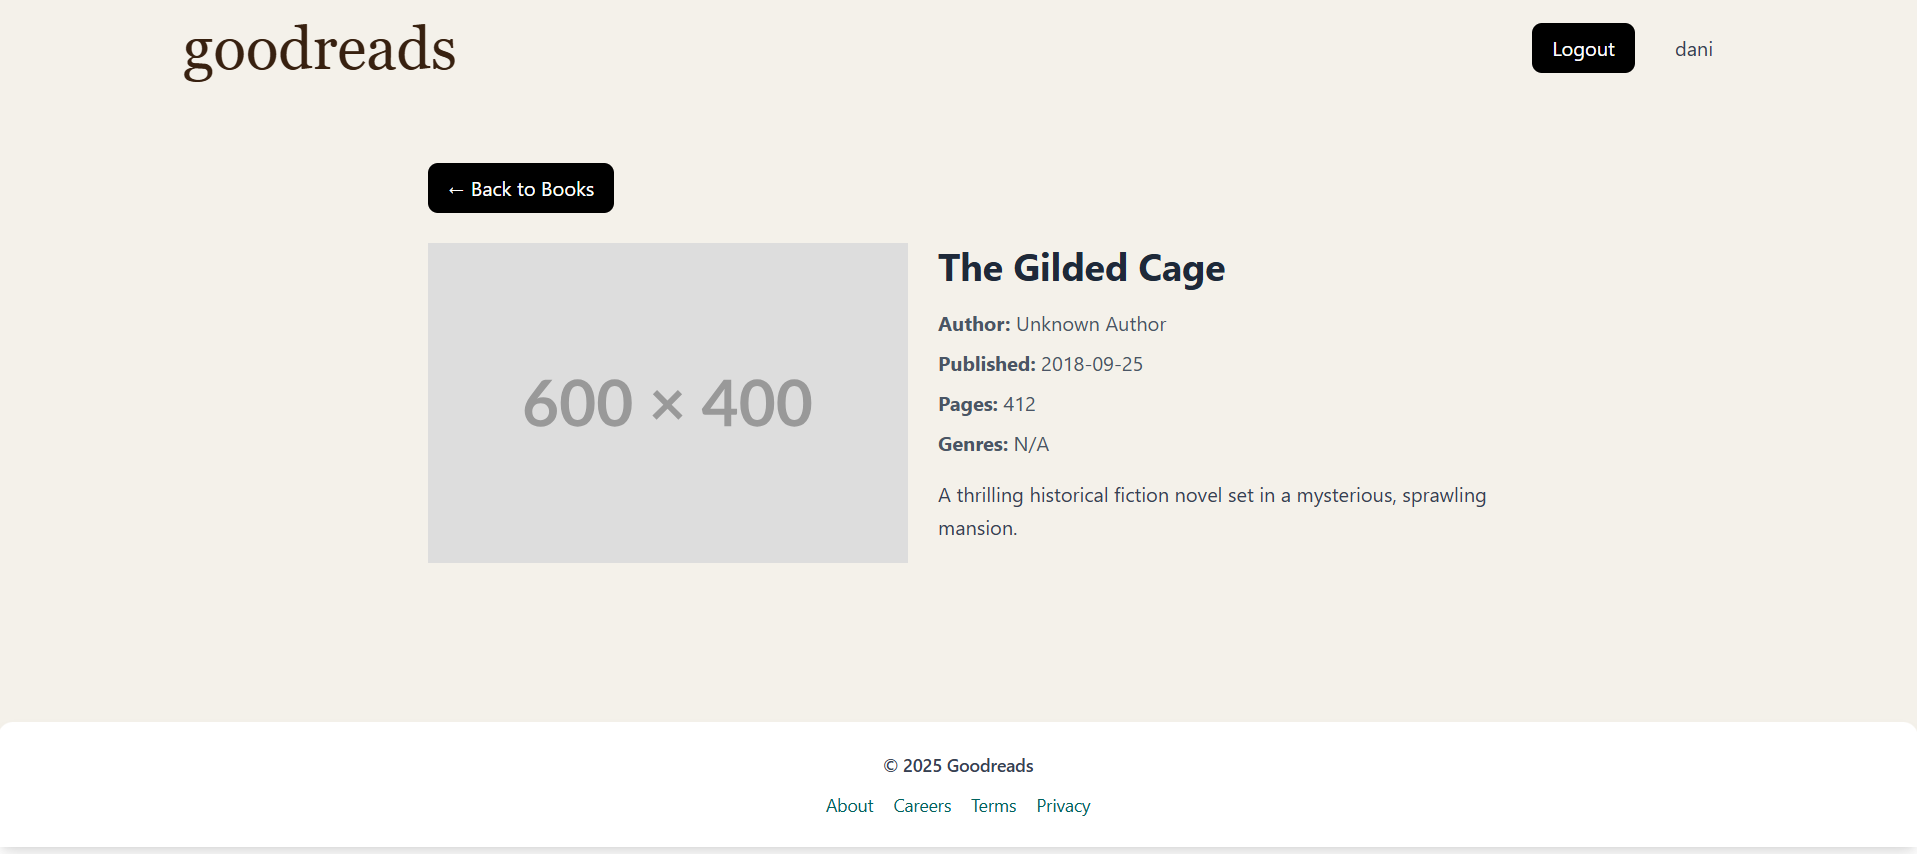 goodreads
Logout
dani
← Back to Books
600 × 400
The Gilded Cage
Author: Unknown Author
Published: 2018-09-25
Pages: 412
Genres: N/A
A thrilling historical fiction novel set in a mysterious, sprawling
mansion.
© 2025 Goodreads
About Careers Terms Privacy